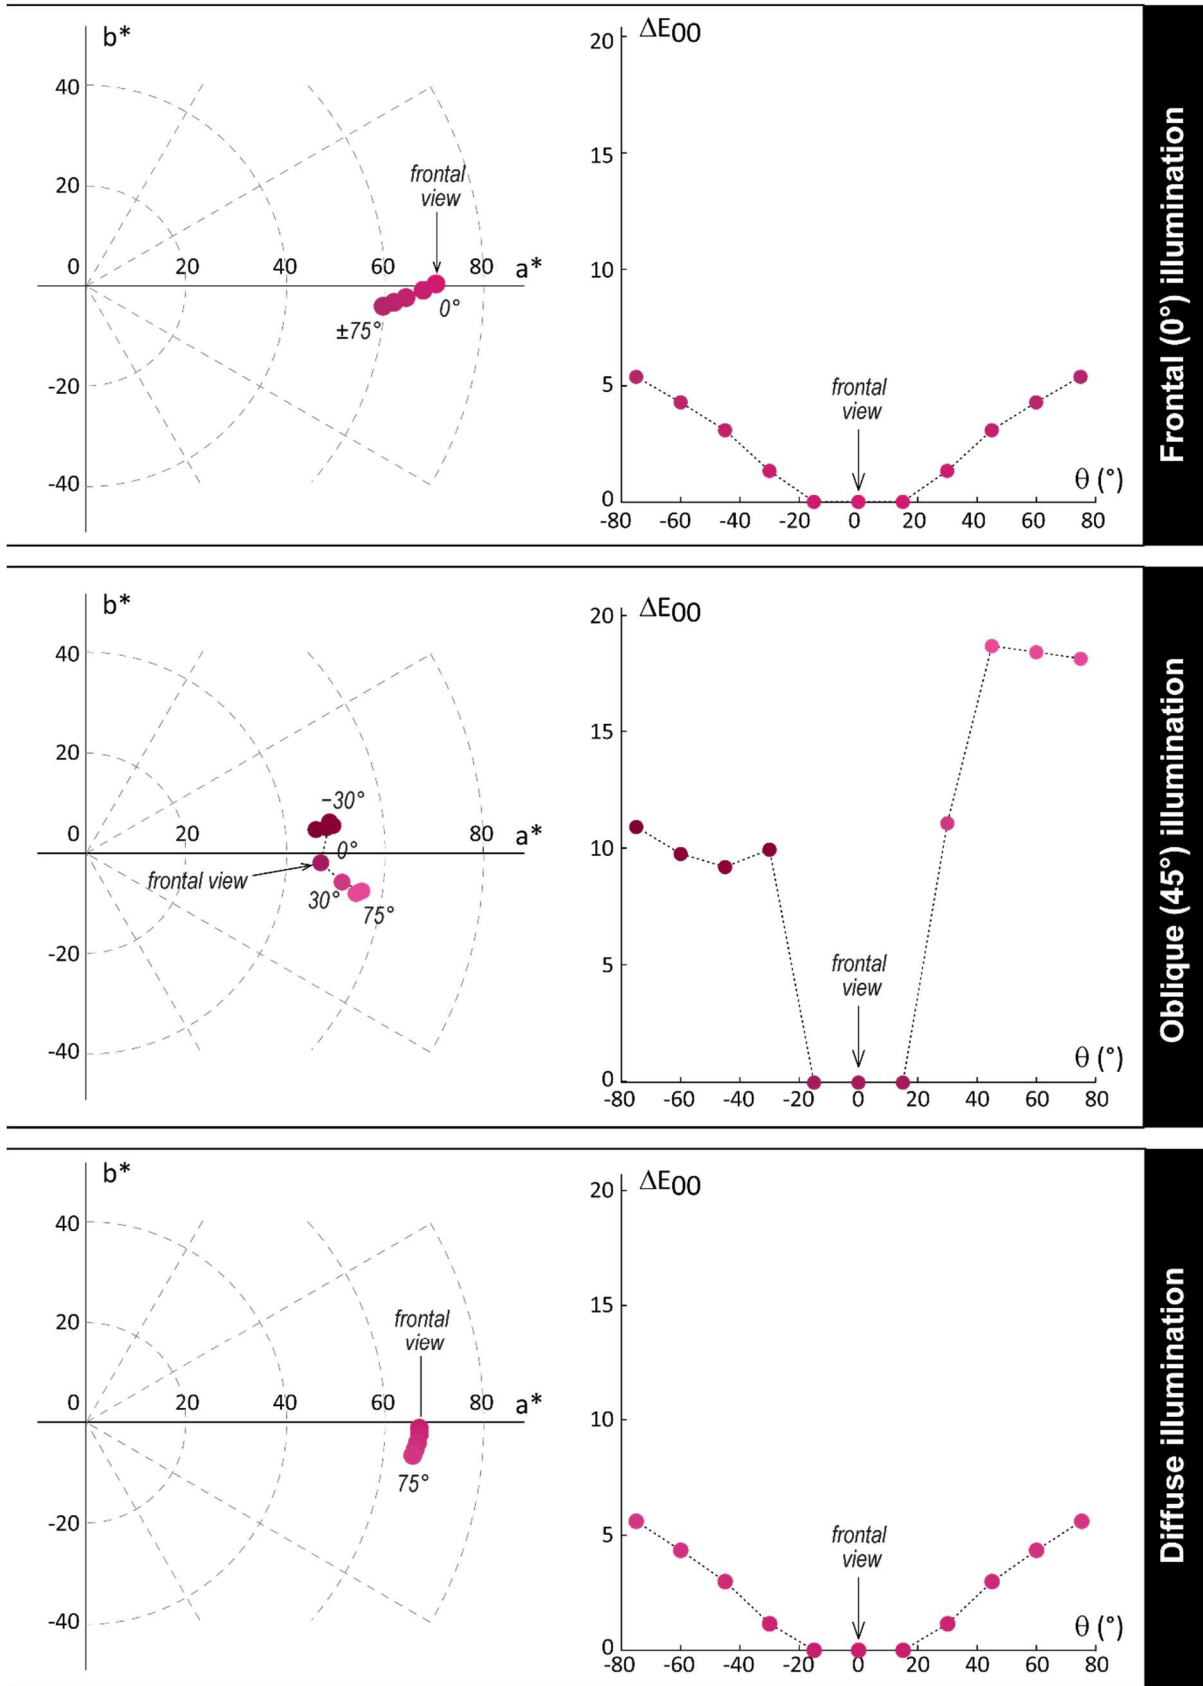 b*
40
20
0
20
40
60
80
a*
frontal
view
0°
±75°
-20
-40
ΔE00
20
15
10
5
0
frontal
view
θ (°)
-80 -60 -40 -20 0 20 40 60 80
Frontal (0°) illumination
b*
40
20
0
20
80
a*
−30°
0°
frontal view
30°
75°
-20
-40
ΔE00
20
15
10
5
0
frontal
view
θ (°)
-80 -60 -40 -20 0 20 40 60 80
Oblique (45°) illumination
b*
40
20
0
20
40
60
80
a*
frontal
view
75°
-20
-40
ΔE00
20
15
10
5
0
frontal
view
θ (°)
-80 -60 -40 -20 0 20 40 60 80
Diffuse illumination